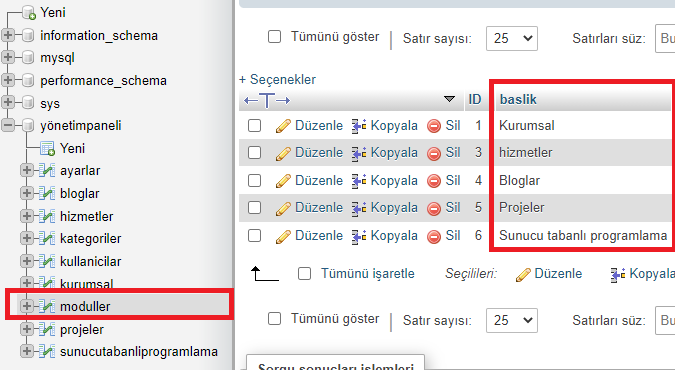 Yeni
information_schema
mysql
performance_schema
sys
yönetimpaneli
Yeni
ayarlar
bloglar
hizmetler
kategoriler
kullanicilar
kurumsal
moduller
projeler
sunucutabanliprogramlama
Tümünü göster Satır sayısı: 25 Satırları süz: Bu
+ Seçenekler
←T→ ID baslik
Düzenle Kopyala Sil 1 Kurumsal
Düzenle Kopyala Sil 3 hizmetler
Düzenle Kopyala Sil 4 Bloglar
Düzenle Kopyala Sil 5 Projeler
Düzenle Kopyala Sil 6 Sunucu tabanlı programlama
Tümünü işaretle Seçilileri: Düzenle Kopyala
Tümünü göster Satır sayısı: 25 Satırları süz: Bu
Sorgu sonuçları işlemleri